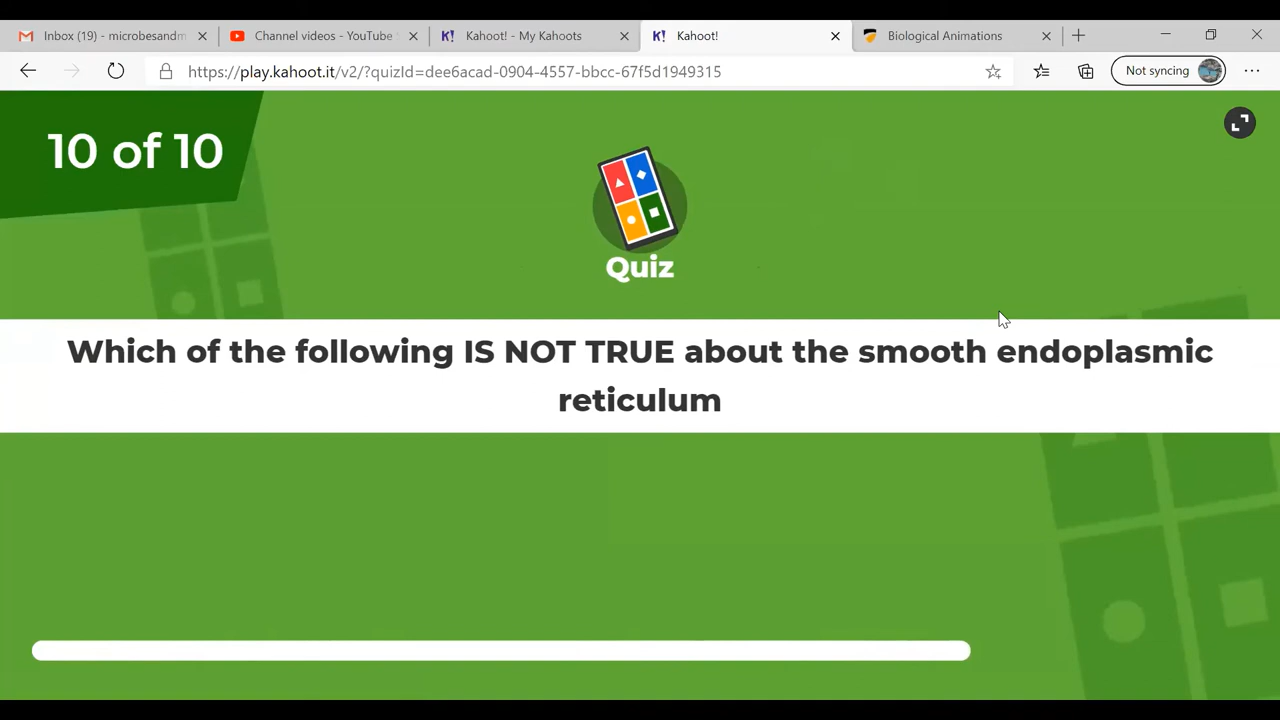 Inbox (19) - microbesandm
Channel videos - YouTube
Kahoot! - My Kahoots
Kahoot!
Biological Animations
https://play.kahoot.it/v2/?quizId=dee6acad-0904-4557-bbcc-67f5d1949315
Not syncing
10 of 10
Quiz
Which of the following IS NOT TRUE about the smooth endoplasmic
reticulum